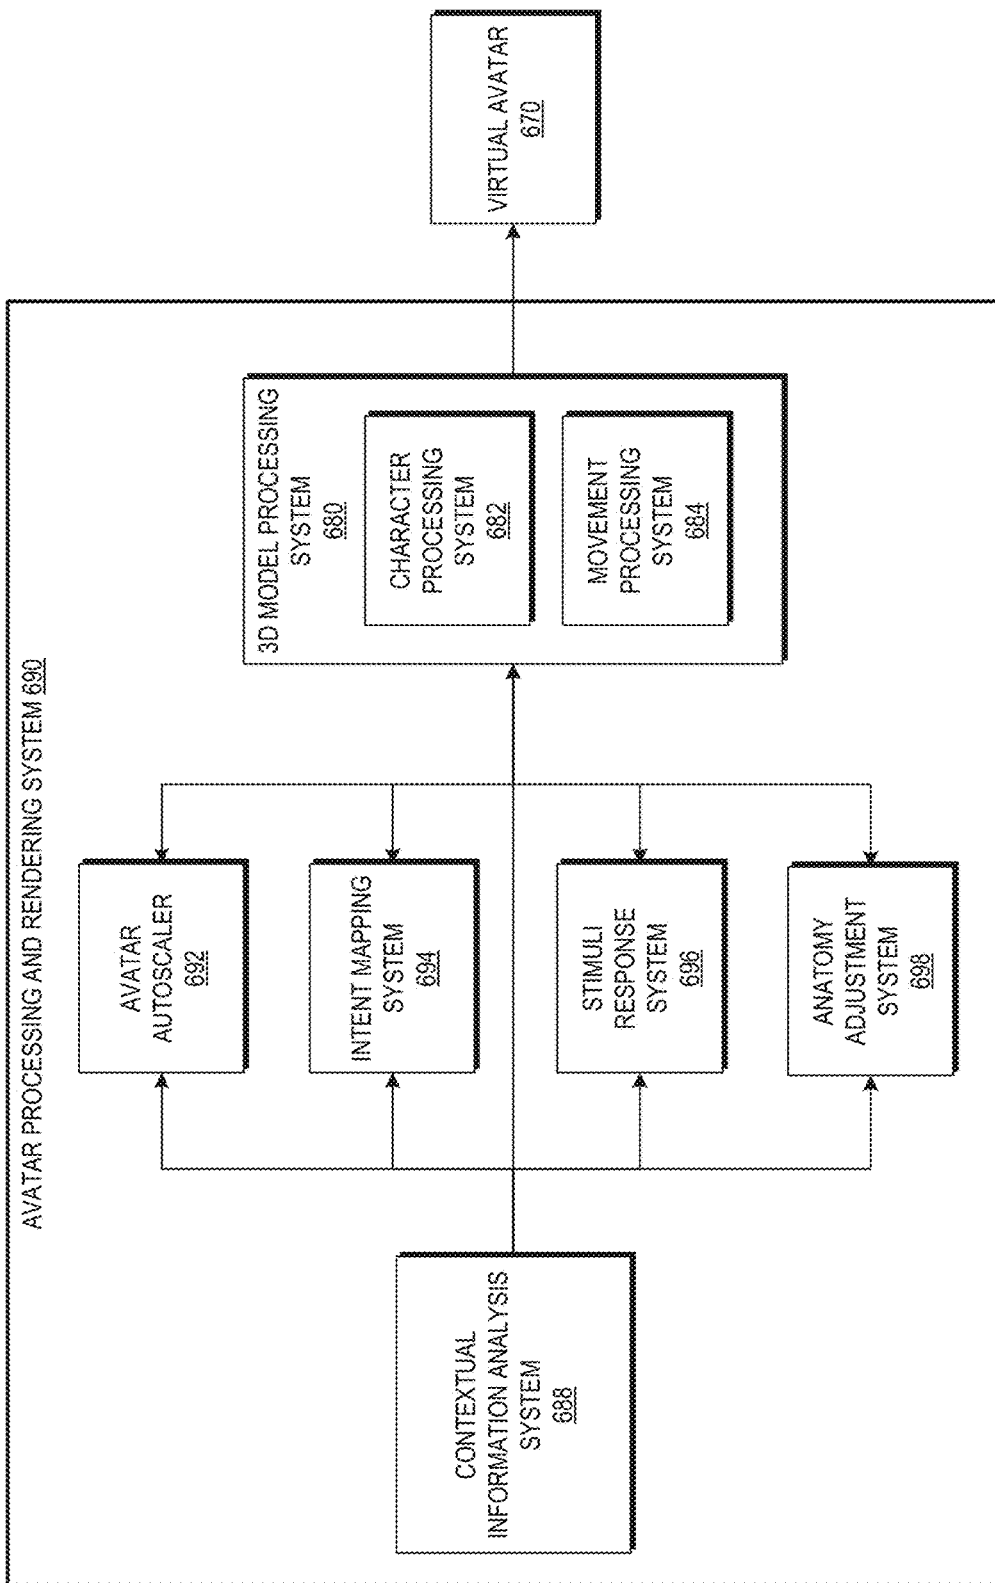 AVATAR PROCESSING AND RENDERING SYSTEM 690
CONTEXTUAL
INFORMATION ANALYSIS
SYSTEM
688
AVATAR
AUTOSCALER
692
INTENT MAPPING
SYSTEM
694
STIMULI
RESPONSE
SYSTEM
696
ANATOMY
ADJUSTMENT
SYSTEM
698
3D MODEL PROCESSING
SYSTEM
680
CHARACTER
PROCESSING
SYSTEM
682
MOVEMENT
PROCESSING
SYSTEM
684
VIRTUAL AVATAR
670